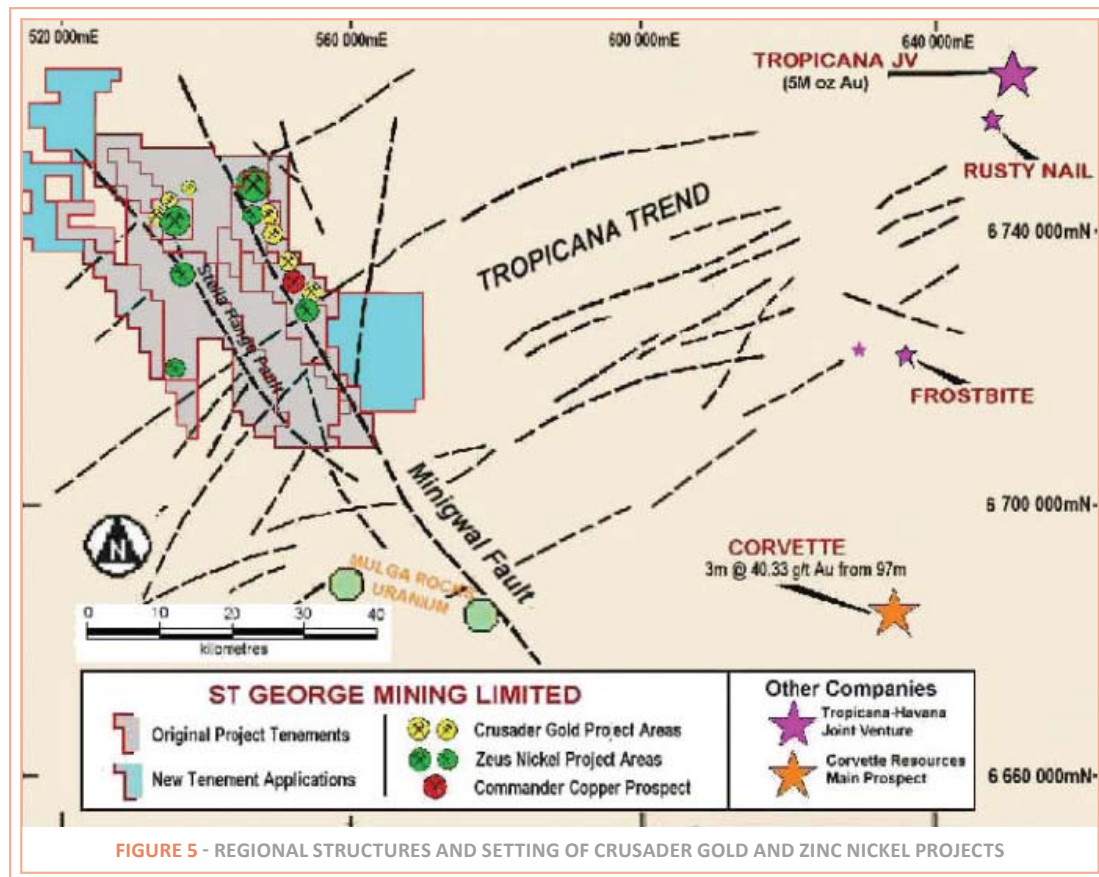 520 000mE
560 000mE
600 000mE
640 000mE
TROPICANA JV
(5M oz Au)
RUSTY NAIL
TROPICANA TREND
6 740 000mN
Stella Range Fault
FROSTBITE
Minigwal Fault
6 700 000mN
N
CORVETTE
3m @ 40.33 g/t Au from 97m
MULGA ROCKS
URANIUM
0 10 20 30 40
kilometres
ST GEORGE MINING LIMITED
Original Project Tenements
New Tenement Applications
Crusader Gold Project Areas
Zeus Nickel Project Areas
Commander Copper Prospect
Other Companies
Tropicana-Havana
Joint Venture
Corvette Resources
Main Prospect
6 660 000mN
FIGURE 5 - REGIONAL STRUCTURES AND SETTING OF CRUSADER GOLD AND ZINC NICKEL PROJECTS